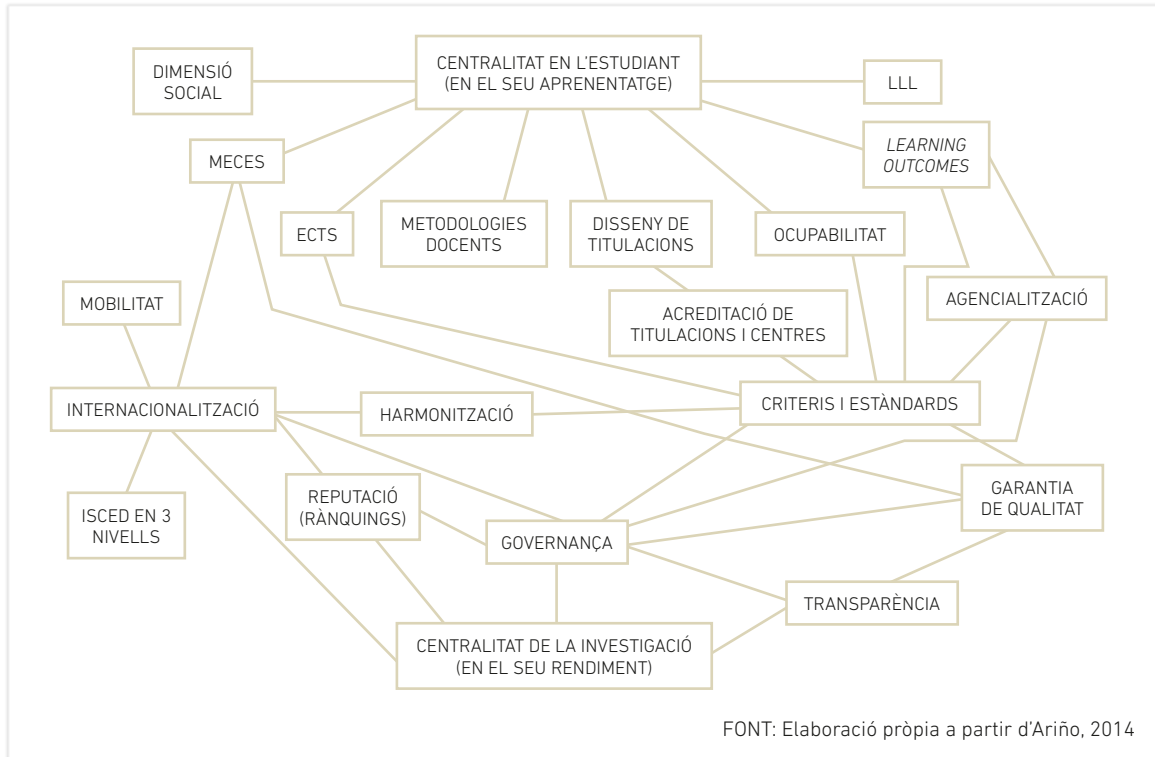 CENTRALITAT EN L'ESTUDIANT
(EN EL SEU APRENENTATGE)
DIMENSIÓ
SOCIAL
LLL
MECES
LEARNING
OUTCOMES
ECTS
METODOLOGIES
DOCENTS
DISSENY DE
TITULACIONS
OCUPABILITAT
MOBILITAT
ACREDITACIÓ DE
TITULACIONS I CENTRES
AGENCIALITZACIÓ
INTERNACIONALITZACIÓ
HARMONITZACIÓ
CRITERIS I ESTÀNDARDS
ISCED EN 3
NIVELLS
REPUTACIÓ
(RÀNQUINGS)
GOVERNANÇA
GARANTIA
DE QUALITAT
TRANSPARÈNCIA
CENTRALITAT DE LA INVESTIGACIÓ
(EN EL SEU RENDIMENT)
FONT: Elaboració pròpia a partir d'Ariño, 2014